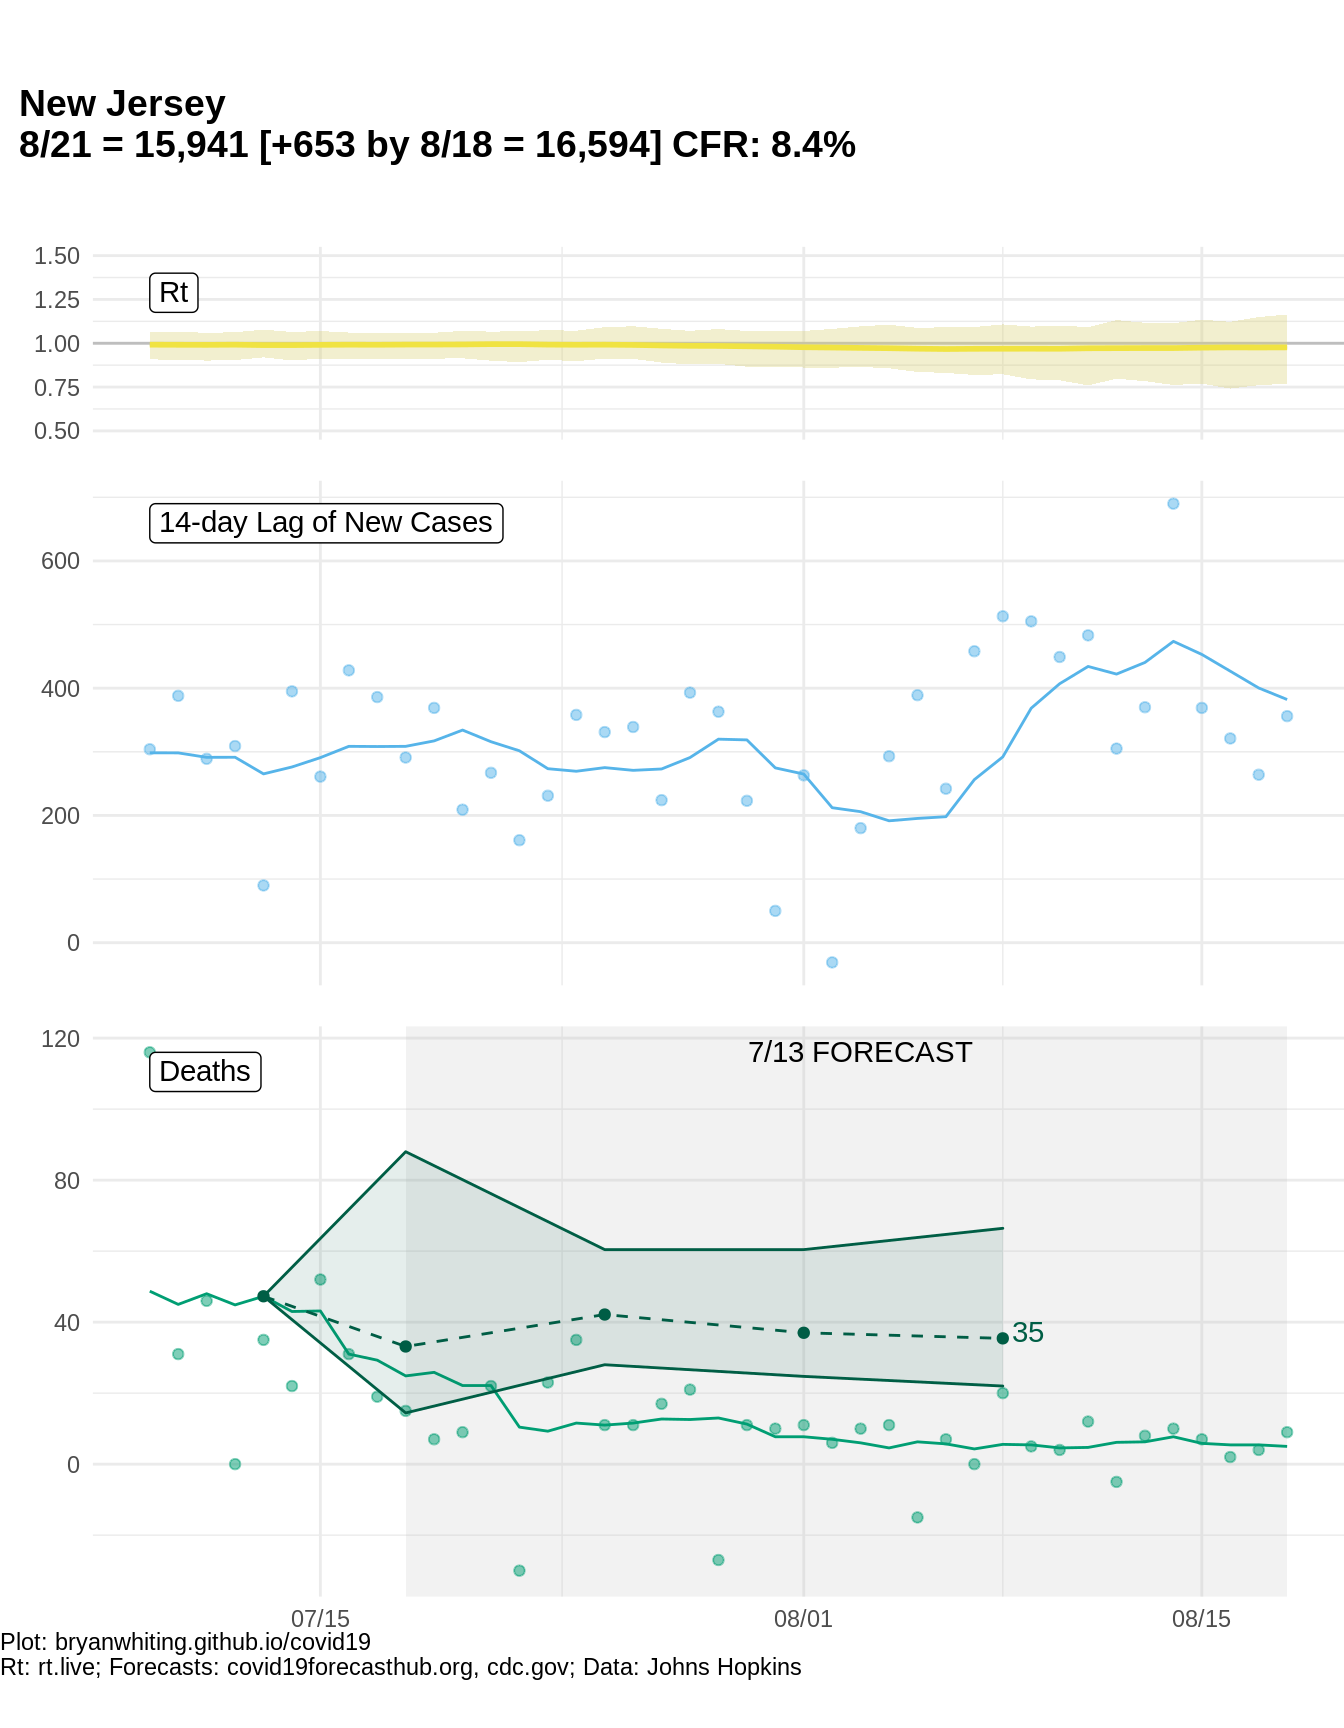 New Jersey
8/21 = 15,941 [+653 by 8/18 = 16,594] CFR: 8.4%
1.50
Rt
1.25
1.00
0.75
0.50
14-day Lag of New Cases
600
400
200
0
120
7/13 FORECAST
Deaths
80
40
35
0
07/15 08/01 08/15
Plot: bryanwhiting.github.io/covid19
Rt: rt.live; Forecasts: covid19forecasthub.org, cdc.gov; Data: Johns Hopkins